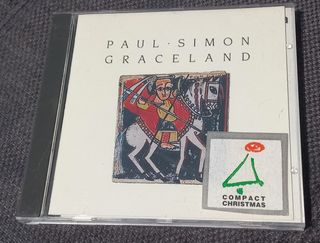 PAUL · SIMON
GRACELAND
COMPACT
CHRISTMAS